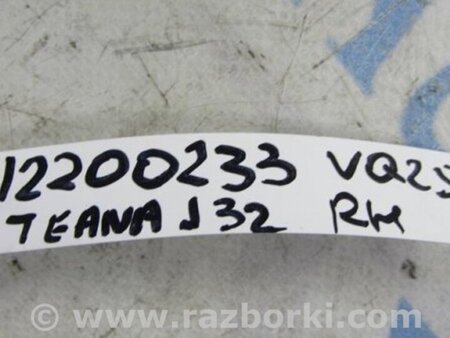 12200233 VQ25
TEANA J32 RH
www.razborki.com